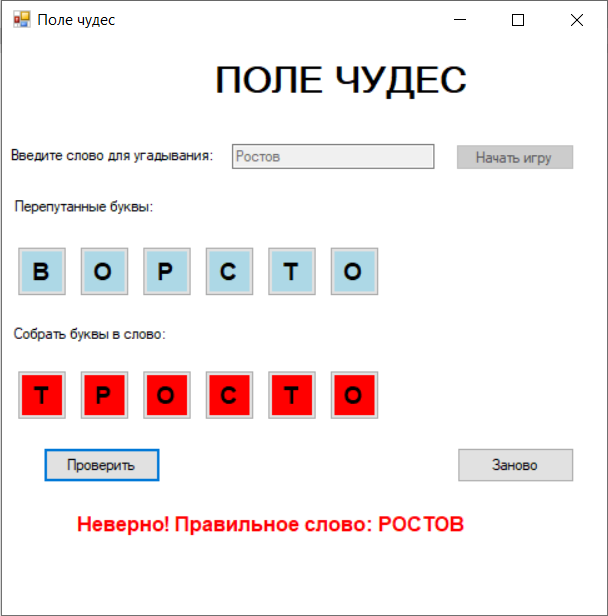 Поле чудес
ПОЛЕ ЧУДЕС
Введите слово для угадывания: Ростов Начать игру
Перепутанные буквы:
В О Р С Т О
Собрать буквы в слово:
Т Р О С Т О
Проверить Заново
Неверно! Правильное слово: РОСТОВ